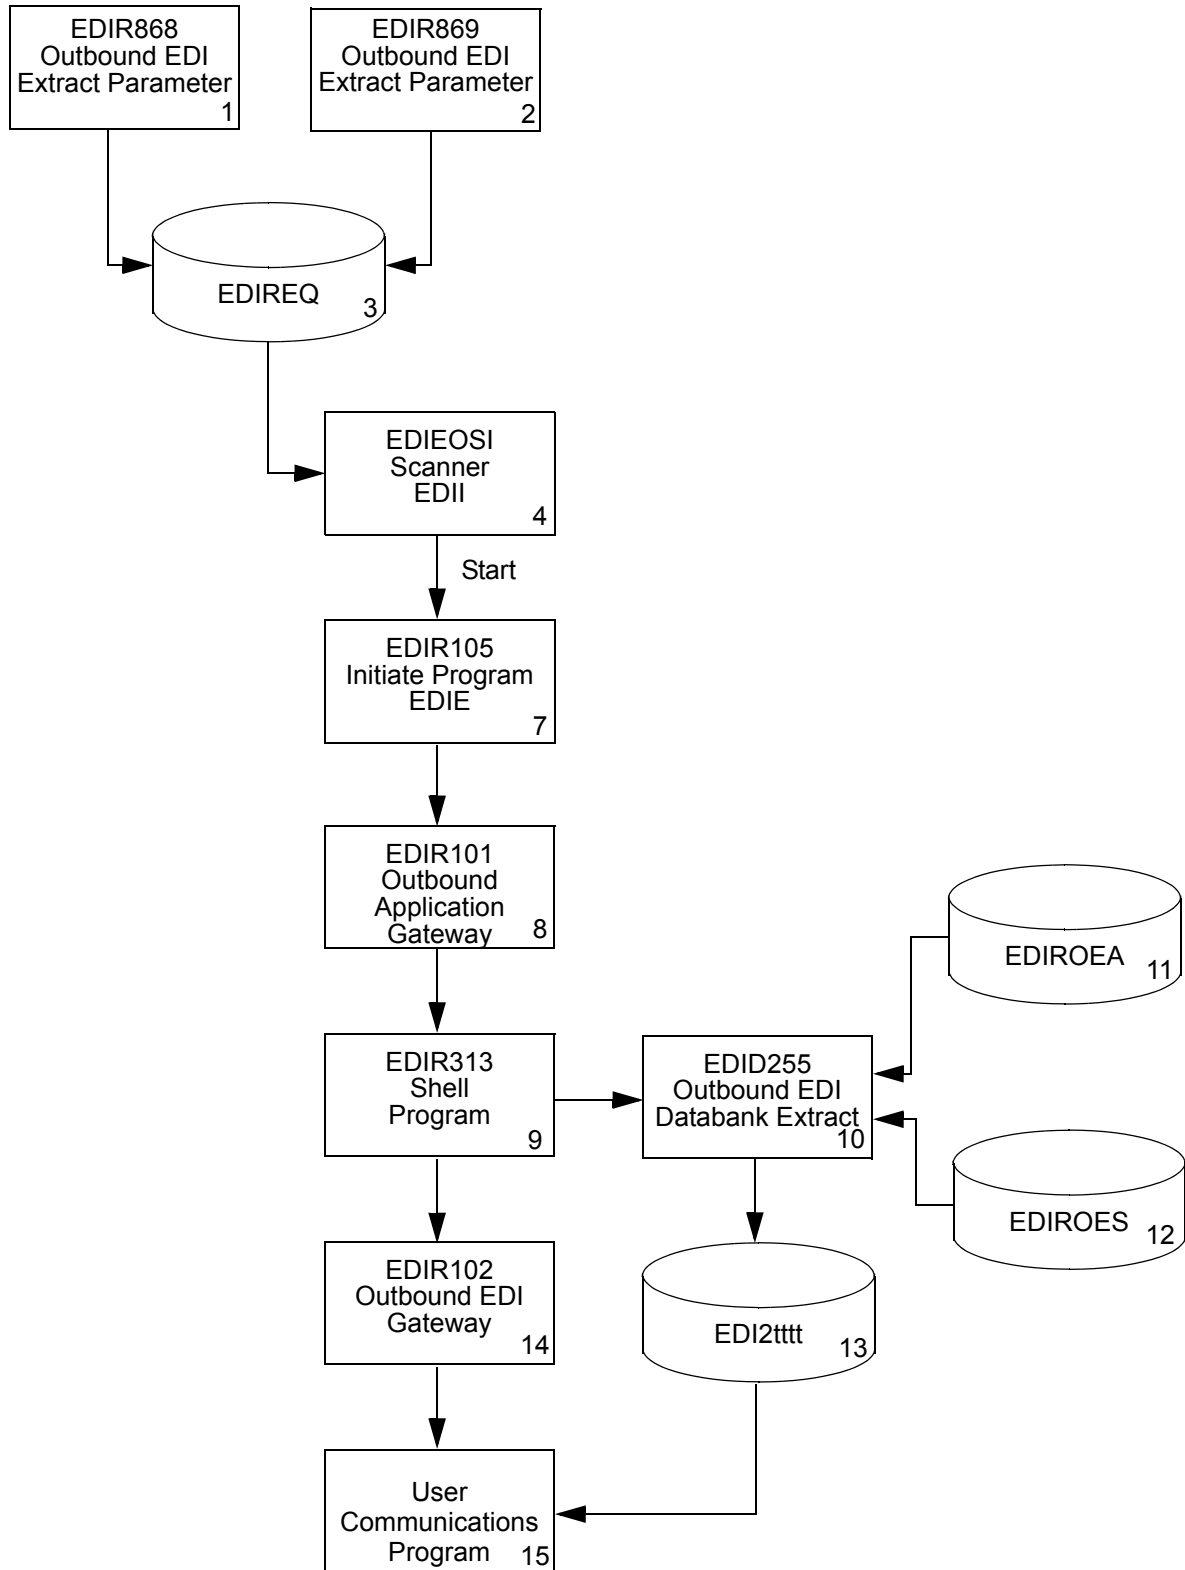 EDIR868
Outbound EDI
Extract Parameter
1
EDIR869
Outbound EDI
Extract Parameter
2
EDIREQ
3
EDIEOSI
Scanner
EDII
4
Start
EDIR105
Initiate Program
EDIE
7
EDIR101
Outbound
Application
Gateway
8
EDIROEA
11
EDIR313
Shell
Program
9
EDID255
Outbound EDI
Databank Extract
10
EDIROES
12
EDIR102
Outbound EDI
Gateway
14
EDI2tttt
13
User
Communications
Program
15